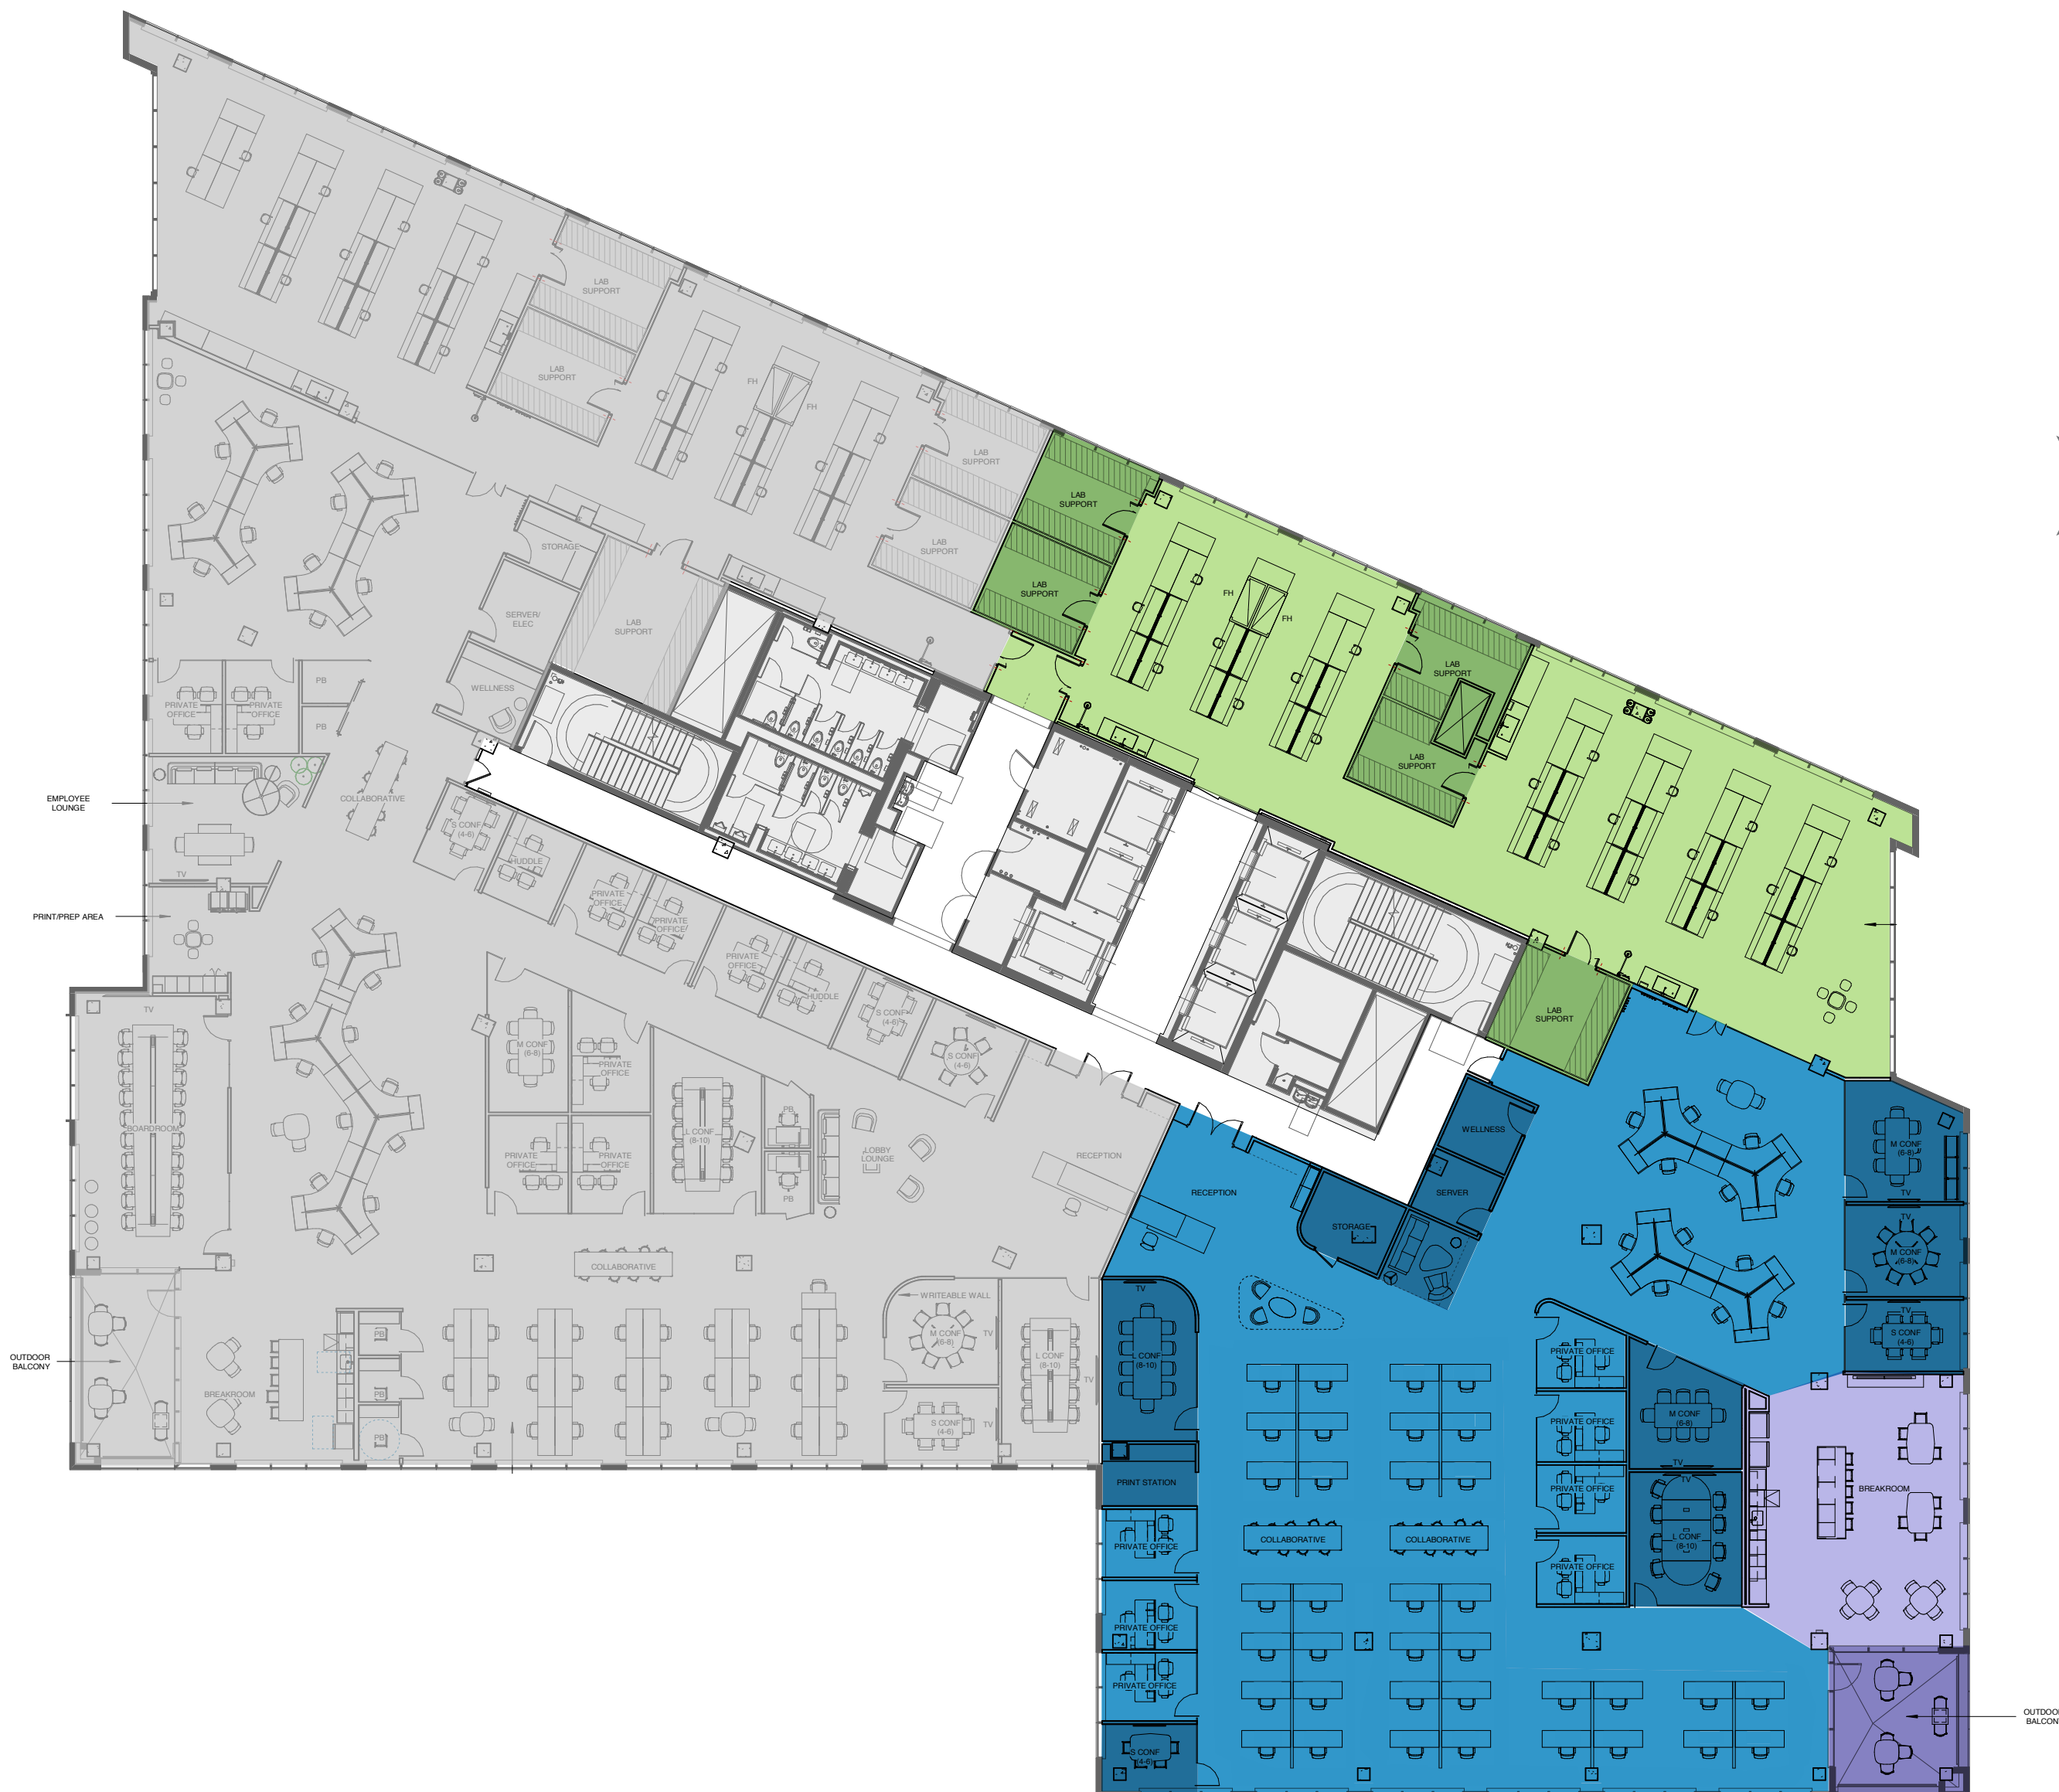 LAB
SUPPORT
LAB
SUPPORT
FH
FH
LAB
SUPPORT
LAB
SUPPORT
STORAGE
SERVER/
ELEC
LAB
SUPPORT
WELLNESS
LAB
SUPPORT
LAB
SUPPORT
FH
FH
LAB
SUPPORT
LAB
SUPPORT
LAB
SUPPORT
PRIVATE
OFFICE
PRIVATE
OFFICE
PB
PB
EMPLOYEE
LOUNGE
COLLABORATIVE
TV
PRINT/PREP AREA
S CONF
(4-6)
HUDDLE
PRIVATE
OFFICE
PRIVATE
OFFICE
PRIVATE
OFFICE
HUDDLE
S CONF
(4-6)
S CONF
(4-6)
TV
BOARDROOM
M CONF
(6-8)
PRIVATE
OFFICE
PRIVATE
OFFICE
PRIVATE
OFFICE
L CONF
(8-10)
PB
PB
LOBBY
LOUNGE
RECEPTION
COLLABORATIVE
WRITEABLE WALL
M CONF
(6-8)
TV
L CONF
(8-10)
TV
S CONF
(4-6)
TV
OUTDOOR
BALCONY
BREAKROOM
PB
PB
PB
RECEPTION
WELLNESS
SERVER
STORAGE
M CONF
(6-8)
TV
TV
M CONF
(6-8)
TV
S CONF
(4-6)
TV
L CONF
(8-10)
PRINT STATION
PRIVATE OFFICE
PRIVATE OFFICE
PRIVATE OFFICE
S CONF
(4-6)
COLLABORATIVE
COLLABORATIVE
PRIVATE OFFICE
PRIVATE OFFICE
PRIVATE OFFICE
PRIVATE OFFICE
M CONF
(6-8)
TV
TV
L CONF
(8-10)
BREAKROOM
OUTDOO
BALCON